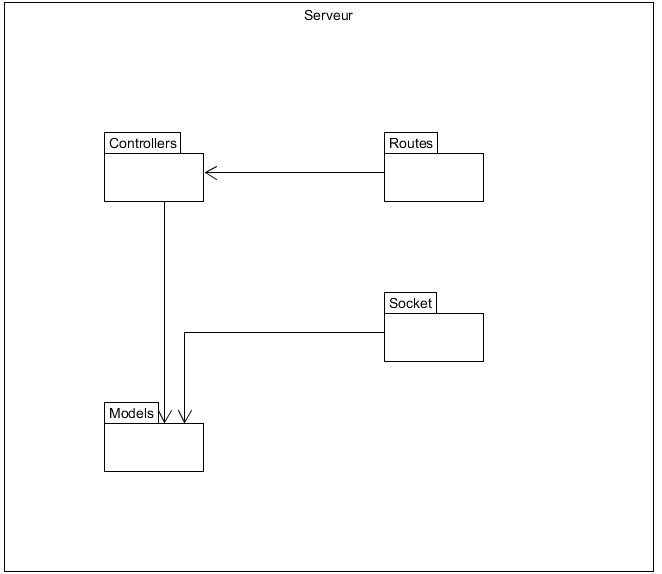 Serveur
Controllers
Routes
Socket
Models